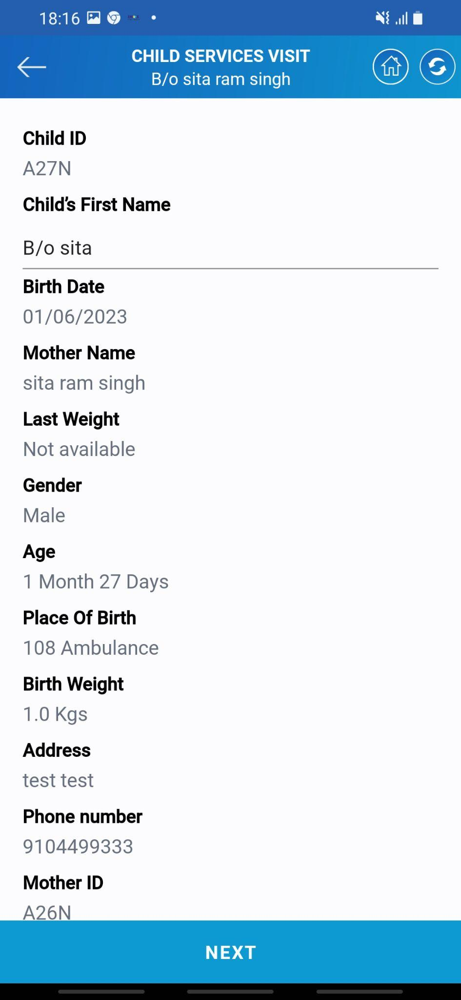 18:16
CHILD SERVICES VISIT
B/o sita ram singh
Child ID
A27N
Child’s First Name
B/o sita
Birth Date
01/06/2023
Mother Name
sita ram singh
Last Weight
Not available
Gender
Male
Age
1 Month 27 Days
Place Of Birth
108 Ambulance
Birth Weight
1.0 Kgs
Address
test test
Phone number
9104499333
Mother ID
A26N
NEXT